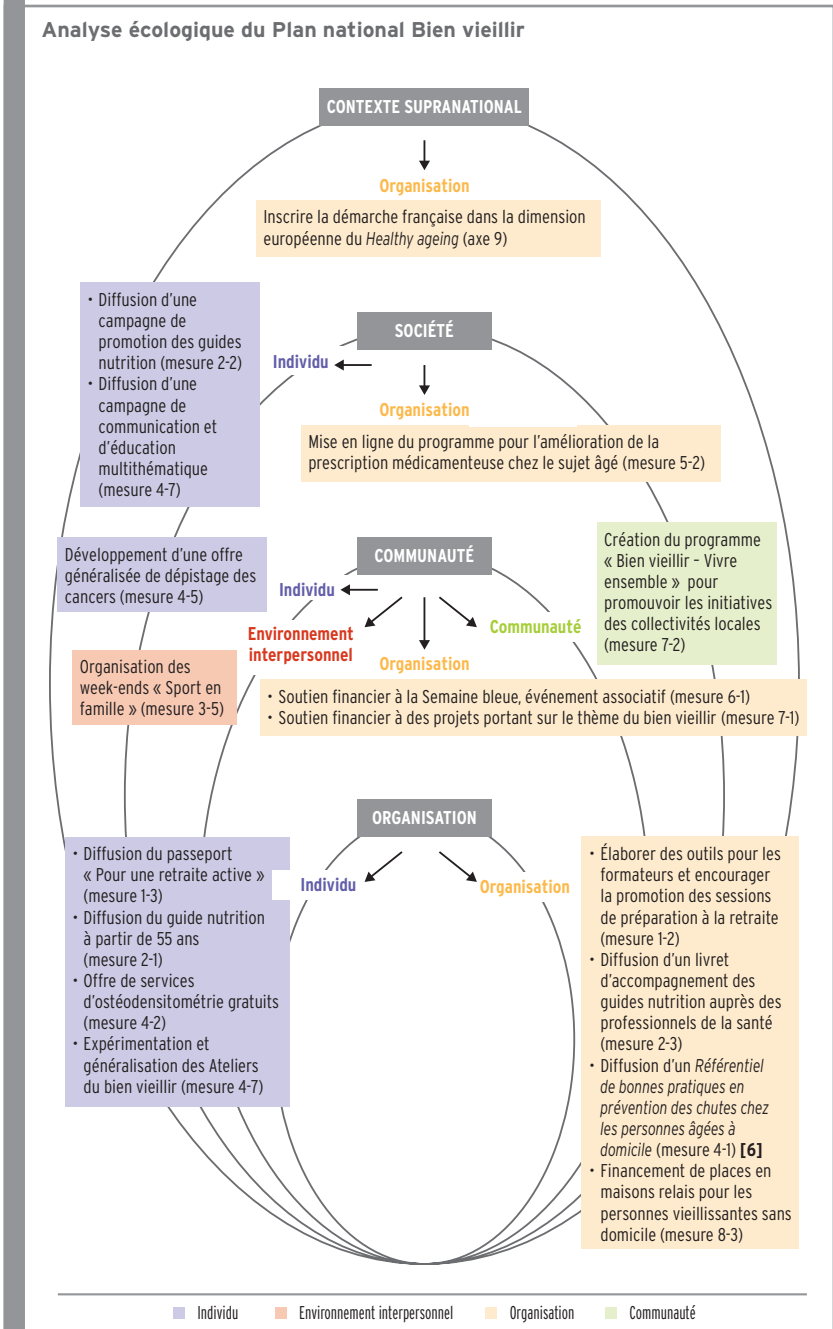 Analyse écologique du Plan national Bien vieillir
CONTEXTE SUPRANATIONAL
Organisation
Inscrire la démarche française dans la dimension
européenne du Healthy ageing (axe 9)
• Diffusion d'une
campagne de
promotion des guides
nutrition (mesure 2-2)
• Diffusion d'une
campagne de
communication et
d'éducation
multithématique
(mesure 4-7)
SOCIÉTÉ
Individu
Organisation
Mise en ligne du programme pour l'amélioration de la
prescription médicamenteuse chez le sujet âgé (mesure 5-2)
Développement d'une offre
généralisée de dépistage des
cancers (mesure 4-5)
COMMUNAUTÉ
Individu
Environnement
interpersonnel
Organisation
Communauté
Création du programme
« Bien vieillir - Vivre
ensemble » pour
promouvoir les initiatives
des collectivités locales
(mesure 7-2)
Organisation des
week-ends « Sport en
famille » (mesure 3-5)
• Soutien financier à la Semaine bleue, événement associatif (mesure 6-1)
• Soutien financier à des projets portant sur le thème du bien vieillir (mesure 7-1)
ORGANISATION
Individu
Organisation
• Diffusion du passeport
« Pour une retraite active »
(mesure 1-3)
• Diffusion du guide nutrition
à partir de 55 ans
(mesure 2-1)
• Offre de services
d'ostéodensitométrie gratuits
(mesure 4-2)
• Expérimentation et
généralisation des Ateliers
du bien vieillir (mesure 4-7)
• Élaborer des outils pour les
formateurs et encourager
la promotion des sessions
de préparation à la retraite
(mesure 1-2)
• Diffusion d'un livret
d'accompagnement des
guides nutrition auprès des
professionnels de la santé
(mesure 2-3)
• Diffusion d'un Référentiel
de bonnes pratiques en
prévention des chutes chez
les personnes âgées à
domicile (mesure 4-1) [6]
• Financement de places en
maisons relais pour les
personnes vieillissantes sans
domicile (mesure 8-3)
Individu Environnement interpersonnel Organisation Communauté